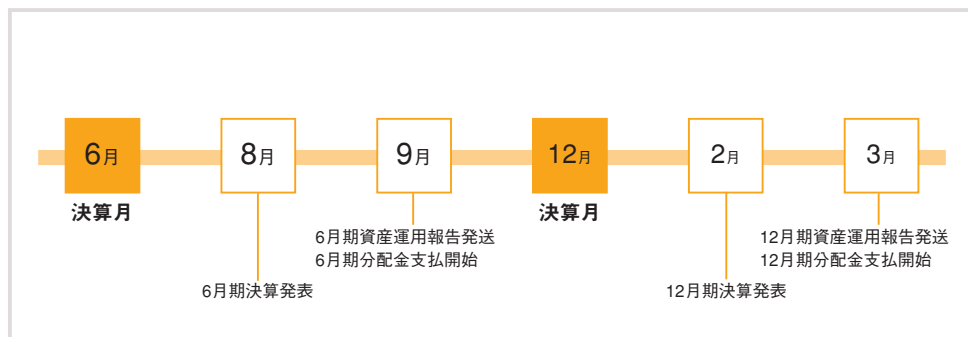 6月
8月
9月
12月
2月
3月
決算月
決算月
6月期資産運用報告発送
6月期分配金支払開始
12月期資産運用報告発送
12月期分配金支払開始
6月期決算発表
12月期決算発表